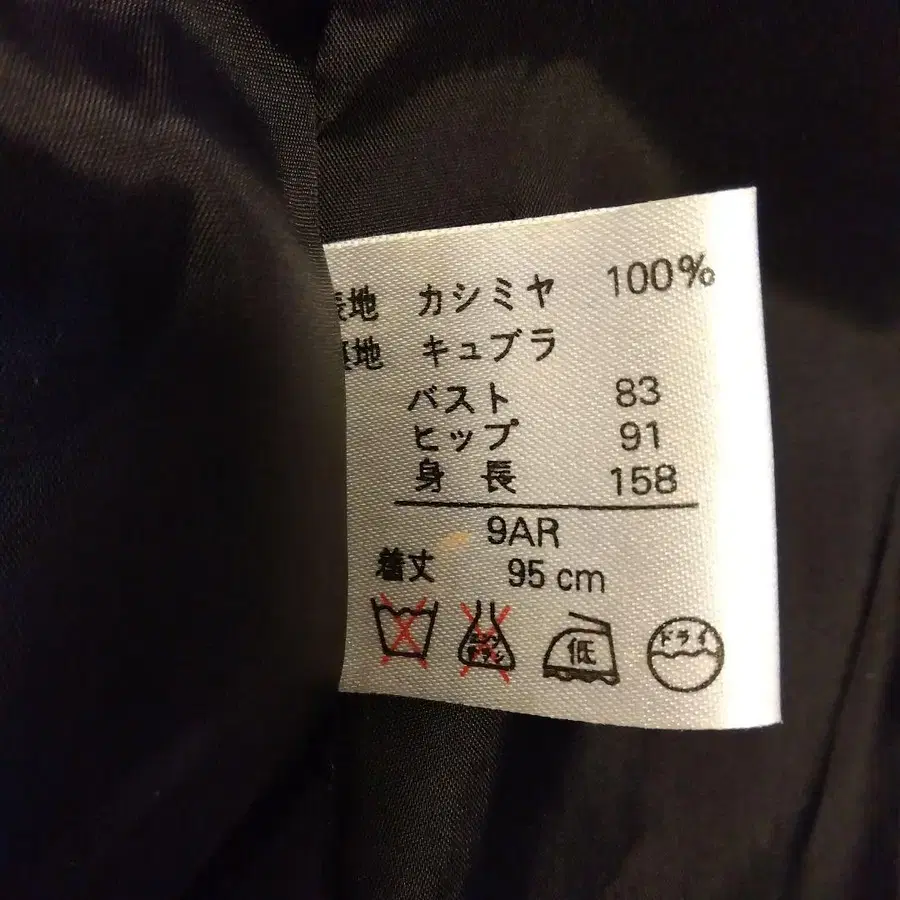 表地 カシミヤ 100%
裏地 キュプラ
バスト 83
ヒップ 91
身長 158
9AR
着丈 95 cm
低
ドライ